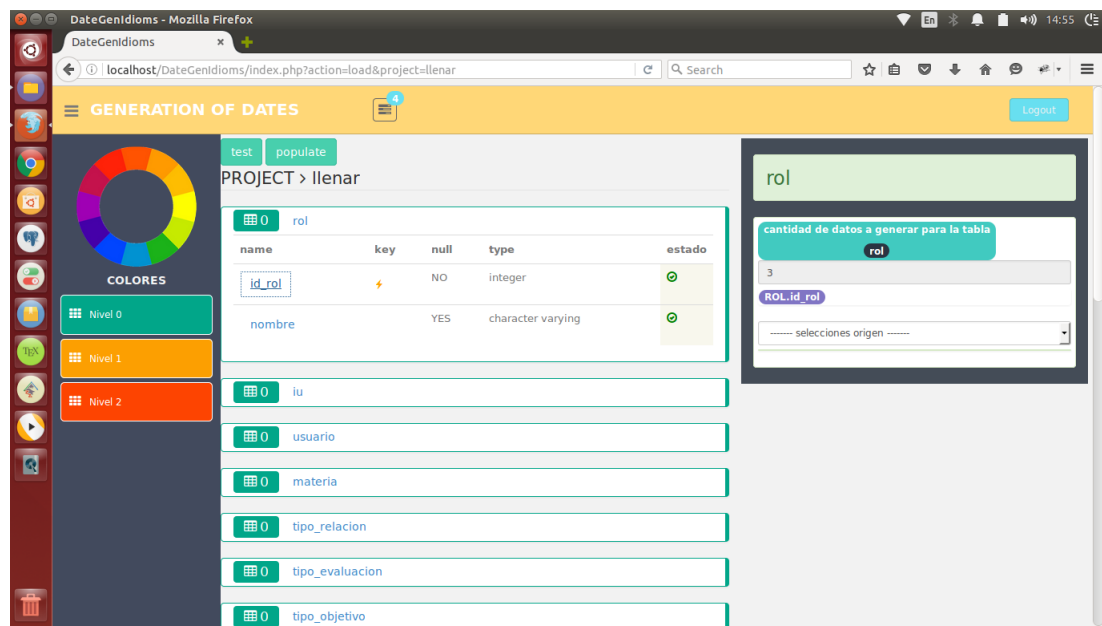 DateGenIdioms - Mozilla Firefox
En
14:55
DateGenIdioms
localhost/DateGenIdioms/index.php?action=load&project=llenar
Search
GENERATION OF DATES
4
Logout
COLORES
Nivel 0
Nivel 1
Nivel 2
test
populate
PROJECT > llenar
0 rol
name key null type estado
id_rol NO integer
nombre YES character varying
0 iu
0 usuario
0 materia
0 tipo_relacion
0 tipo_evaluacion
0 tipo_objetivo
rol
cantidad de datos a generar para la tabla
rol
3
ROL.id_rol
------- selecciones origen -------
TEX